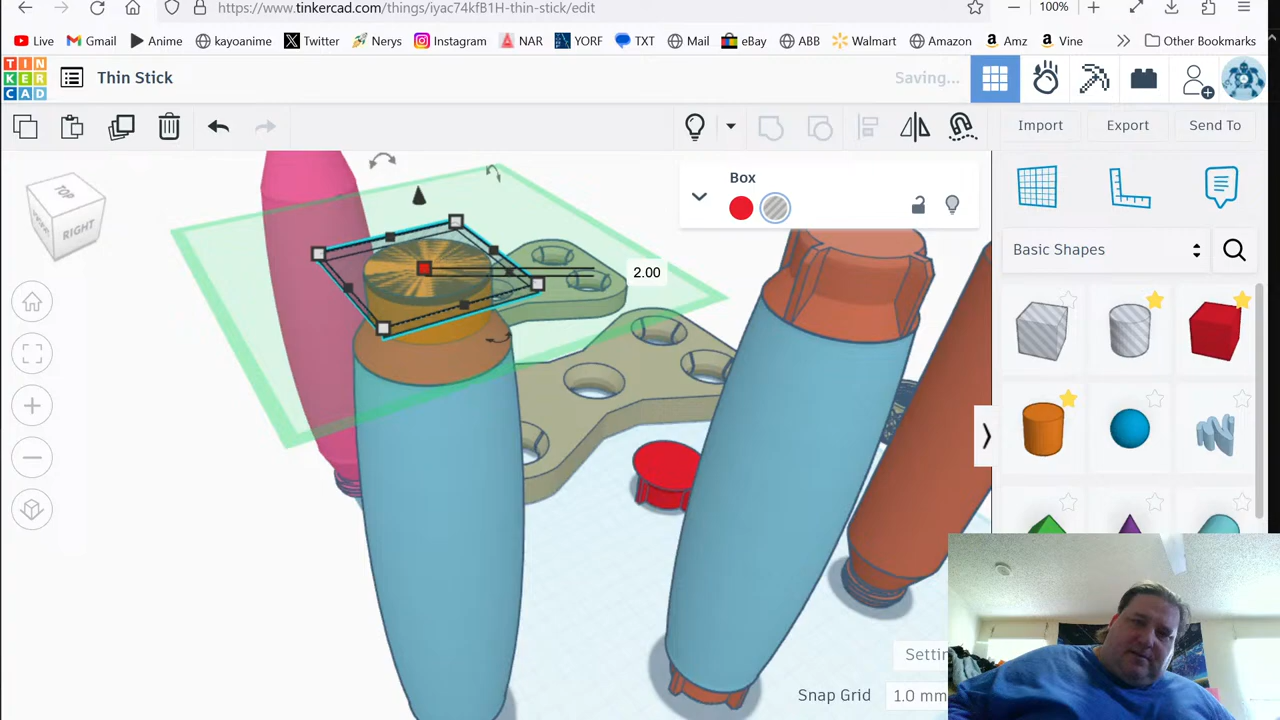 https://www.tinkercad.com/things/iyac74kfB1H-thin-stick/edit
100%
Live
Gmail
Anime
kayoanime
Twitter
Nerys
Instagram
NAR
YORF
TXT
Mail
eBay
ABB
Walmart
Amazon
Amz
Vine
Other Bookmarks
TIN
KER
CAD
Thin Stick
Saving...
Import
Export
Send To
TOP
RIGHT
Box
2.00
Basic Shapes
Snap Grid
1.0 mm